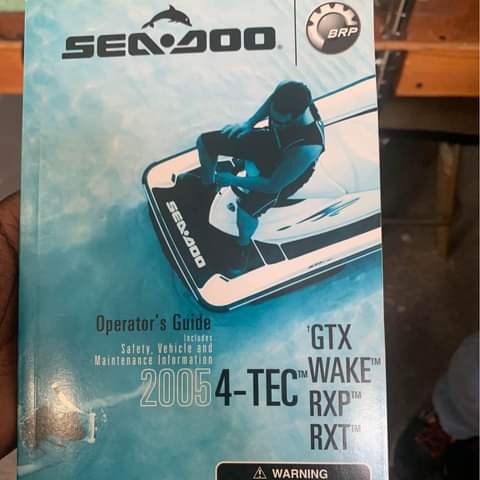 SEA-DOO®
BRP
SEA-DOO
Operator's Guide
Includes
Safety, Vehicle and
Maintenance Information
2005 4-TEC™
GTX
WAKE™
RXP™
RXT™
⚠ WARNING